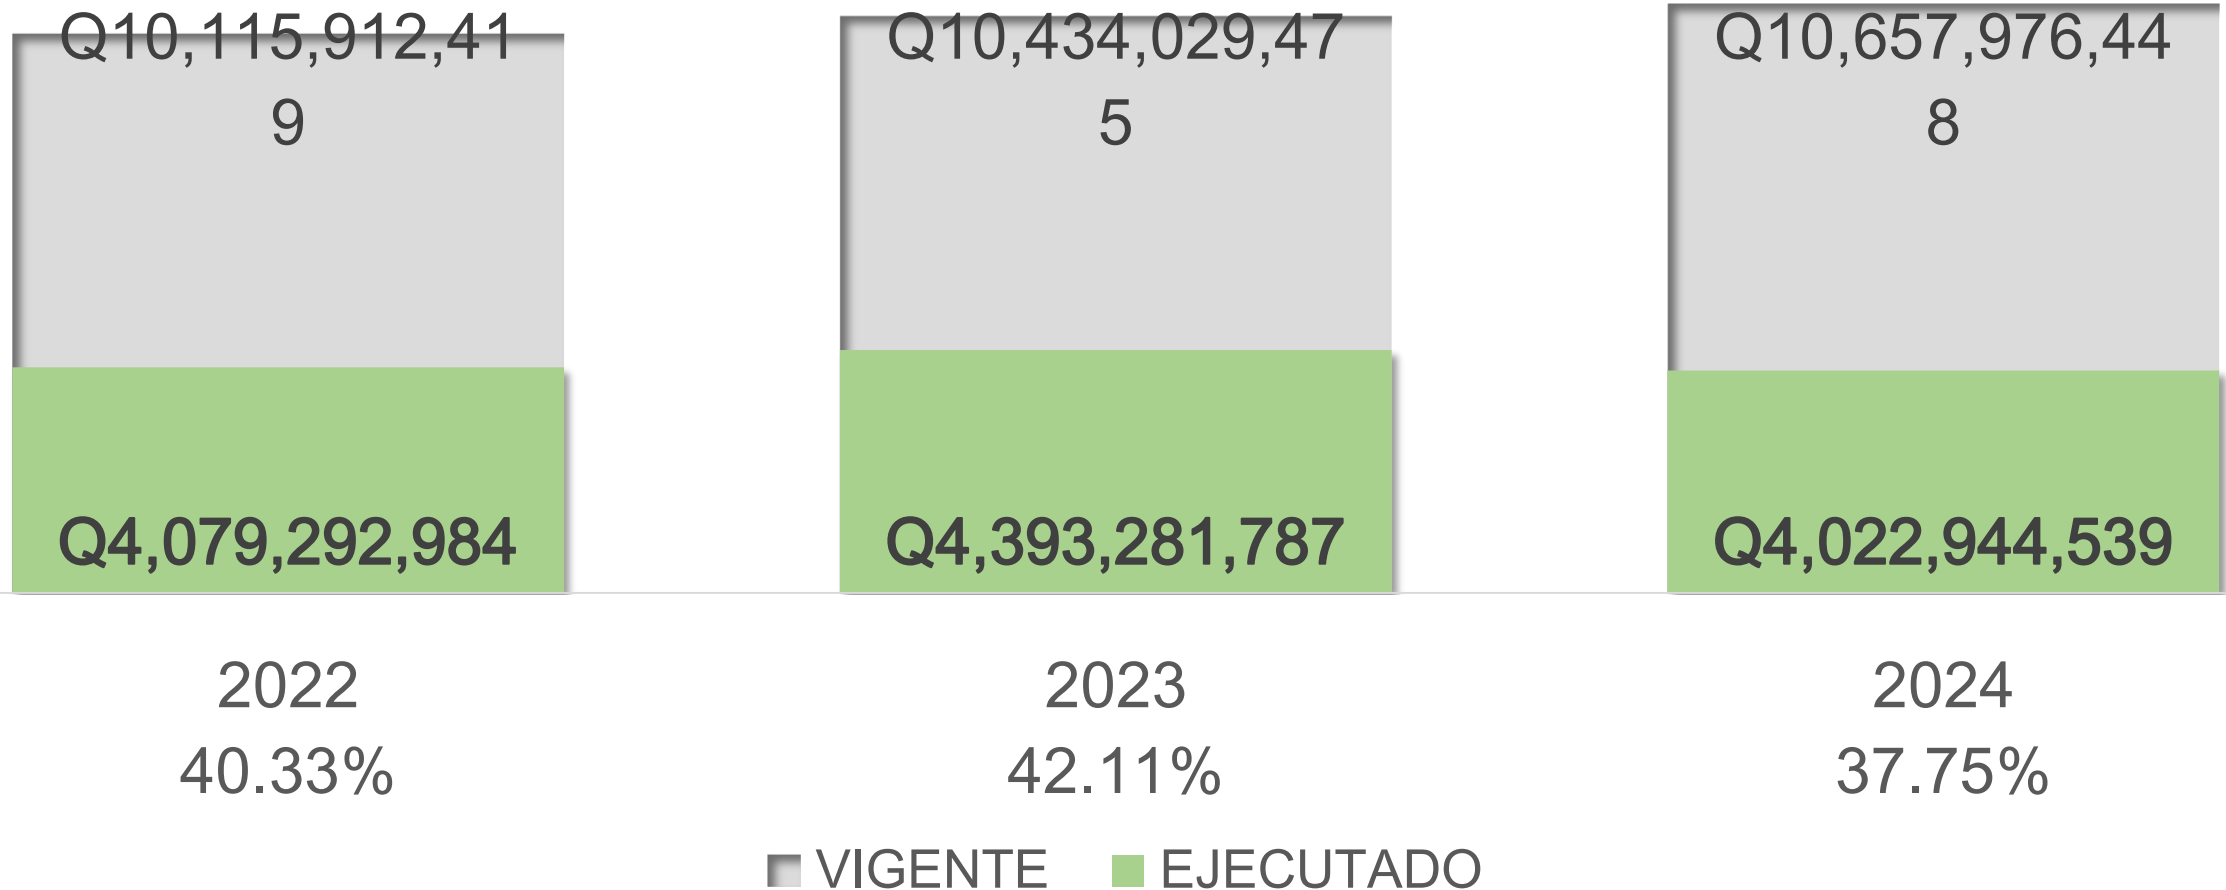 Q10,115,912,41
9
Q10,434,029,47
5
Q10,657,976,44
8
Q4,079,292,984
Q4,393,281,787
Q4,022,944,539
2022
40.33%
2023
42.11%
2024
37.75%
VIGENTE
EJECUTADO